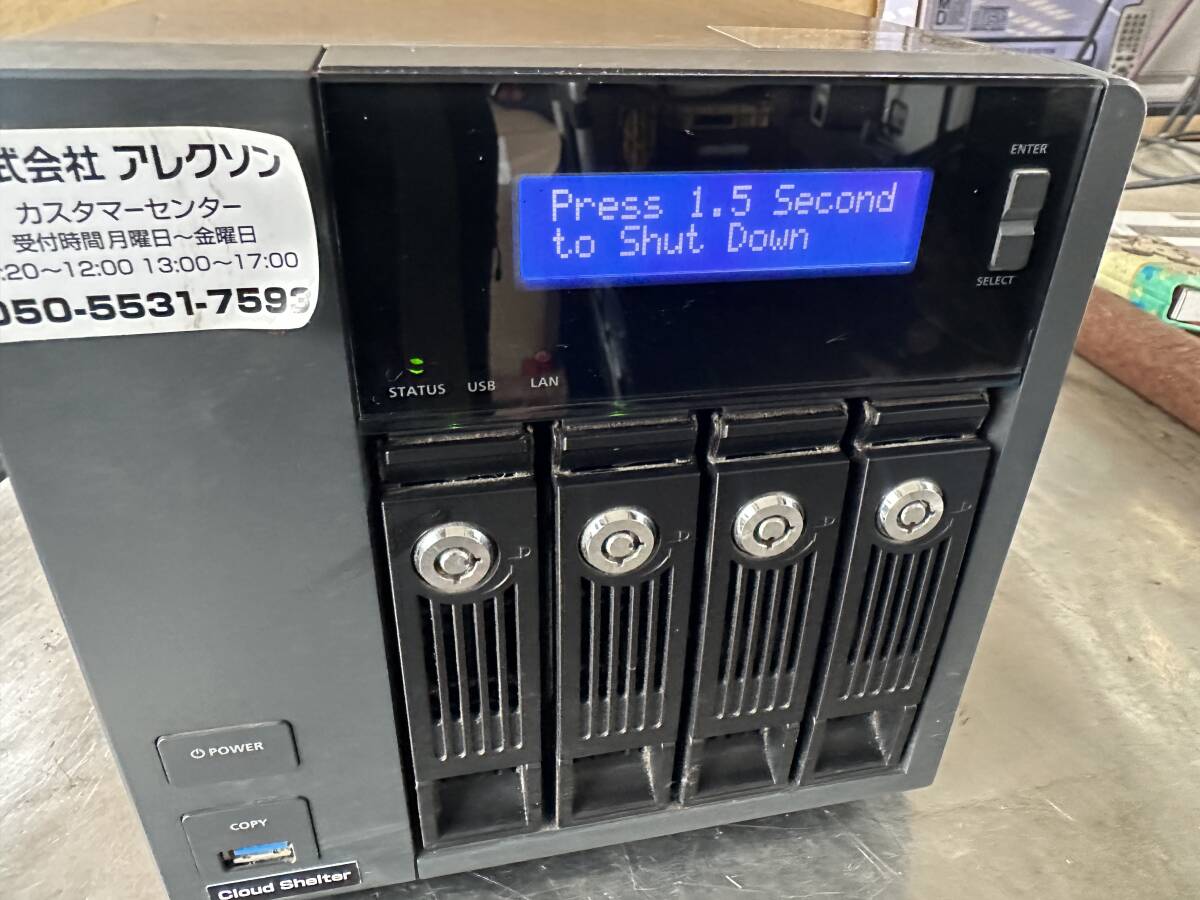 式会社 アレクソン
カスタマーセンター
受付時間 月曜日～金曜日
:20～12:00 13:00～17:00
050-5531-7593
Press 1.5 Second
to Shut Down
ENTER
SELECT
STATUS USB LAN
POWER
COPY
Cloud Shelter